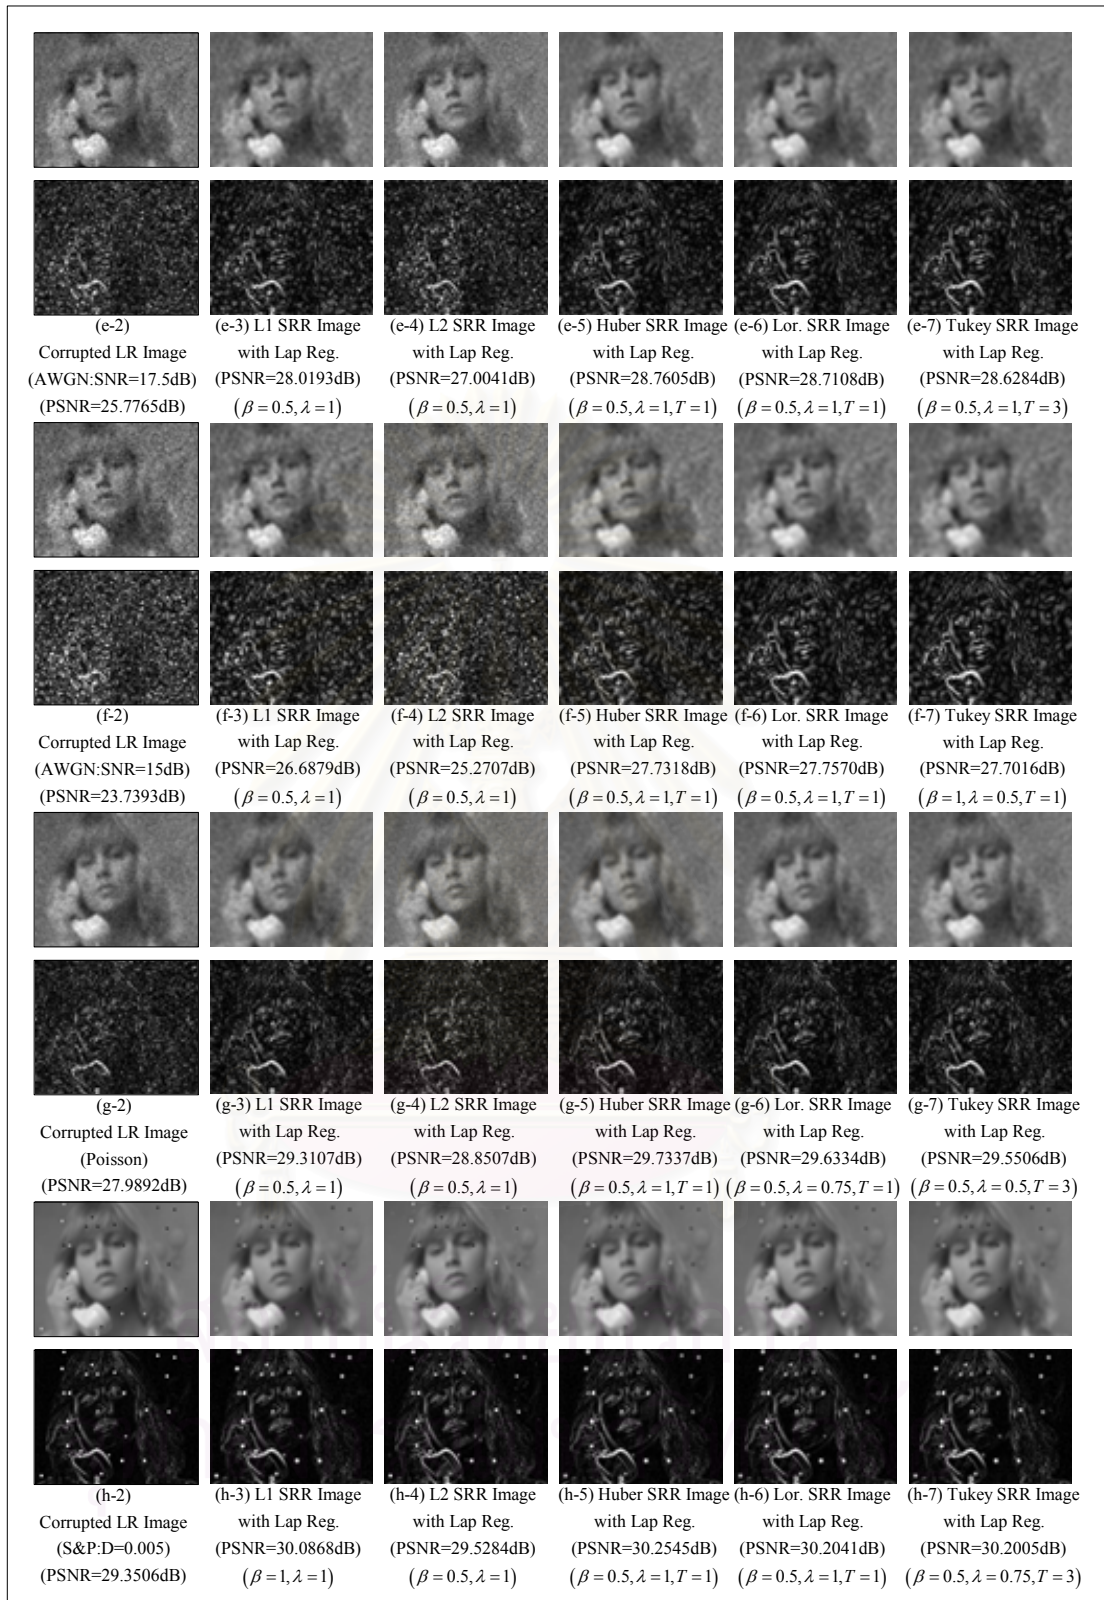 (e-2)
Corrupted LR Image
(AWGN:SNR=17.5dB)
(PSNR=25.7765dB)
(e-3) L1 SRR Image
with Lap Reg.
(PSNR=28.0193dB)
(β = 0.5, λ = 1)
(e-4) L2 SRR Image
with Lap Reg.
(PSNR=27.0041dB)
(β = 0.5, λ = 1)
(e-5) Huber SRR Image
with Lap Reg.
(PSNR=28.7605dB)
(β = 0.5, λ = 1, T = 1)
(e-6) Lor. SRR Image
with Lap Reg.
(PSNR=28.7108dB)
(β = 0.5, λ = 1, T = 1)
(e-7) Tukey SRR Image
with Lap Reg.
(PSNR=28.6284dB)
(β = 0.5, λ = 1, T = 3)
(f-2)
Corrupted LR Image
(AWGN:SNR=15dB)
(PSNR=23.7393dB)
(f-3) L1 SRR Image
with Lap Reg.
(PSNR=26.6879dB)
(β = 0.5, λ = 1)
(f-4) L2 SRR Image
with Lap Reg.
(PSNR=25.2707dB)
(β = 0.5, λ = 1)
(f-5) Huber SRR Image
with Lap Reg.
(PSNR=27.7318dB)
(β = 0.5, λ = 1, T = 1)
(f-6) Lor. SRR Image
with Lap Reg.
(PSNR=27.7570dB)
(β = 0.5, λ = 1, T = 1)
(f-7) Tukey SRR Image
with Lap Reg.
(PSNR=27.7016dB)
(β = 1, λ = 0.5, T = 1)
(g-2)
Corrupted LR Image
(Poisson)
(PSNR=27.9892dB)
(g-3) L1 SRR Image
with Lap Reg.
(PSNR=29.3107dB)
(β = 0.5, λ = 1)
(g-4) L2 SRR Image
with Lap Reg.
(PSNR=28.8507dB)
(β = 0.5, λ = 1)
(g-5) Huber SRR Image
with Lap Reg.
(PSNR=29.7337dB)
(β = 0.5, λ = 1, T = 1)
(g-6) Lor. SRR Image
with Lap Reg.
(PSNR=29.6334dB)
(β = 0.5, λ = 0.75, T = 1)
(g-7) Tukey SRR Image
with Lap Reg.
(PSNR=29.5506dB)
(β = 0.5, λ = 0.5, T = 3)
(h-2)
Corrupted LR Image
(S&P:D=0.005)
(PSNR=29.3506dB)
(h-3) L1 SRR Image
with Lap Reg.
(PSNR=30.0868dB)
(β = 1, λ = 1)
(h-4) L2 SRR Image
with Lap Reg.
(PSNR=29.5284dB)
(β = 0.5, λ = 1)
(h-5) Huber SRR Image
with Lap Reg.
(PSNR=30.2545dB)
(β = 0.5, λ = 1, T = 1)
(h-6) Lor. SRR Image
with Lap Reg.
(PSNR=30.2041dB)
(β = 0.5, λ = 1, T = 1)
(h-7) Tukey SRR Image
with Lap Reg.
(PSNR=30.2005dB)
(β = 0.5, λ = 0.75, T = 3)